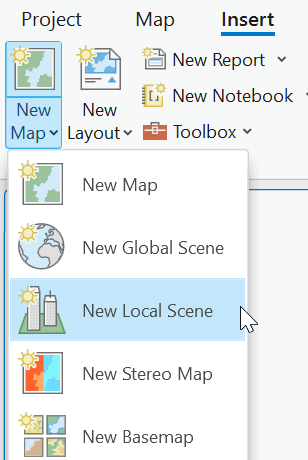 Project Map Insert
New Map
New Layout
New Report
New Notebook
Toolbox
New Map
New Global Scene
New Local Scene
New Stereo Map
New Basemap